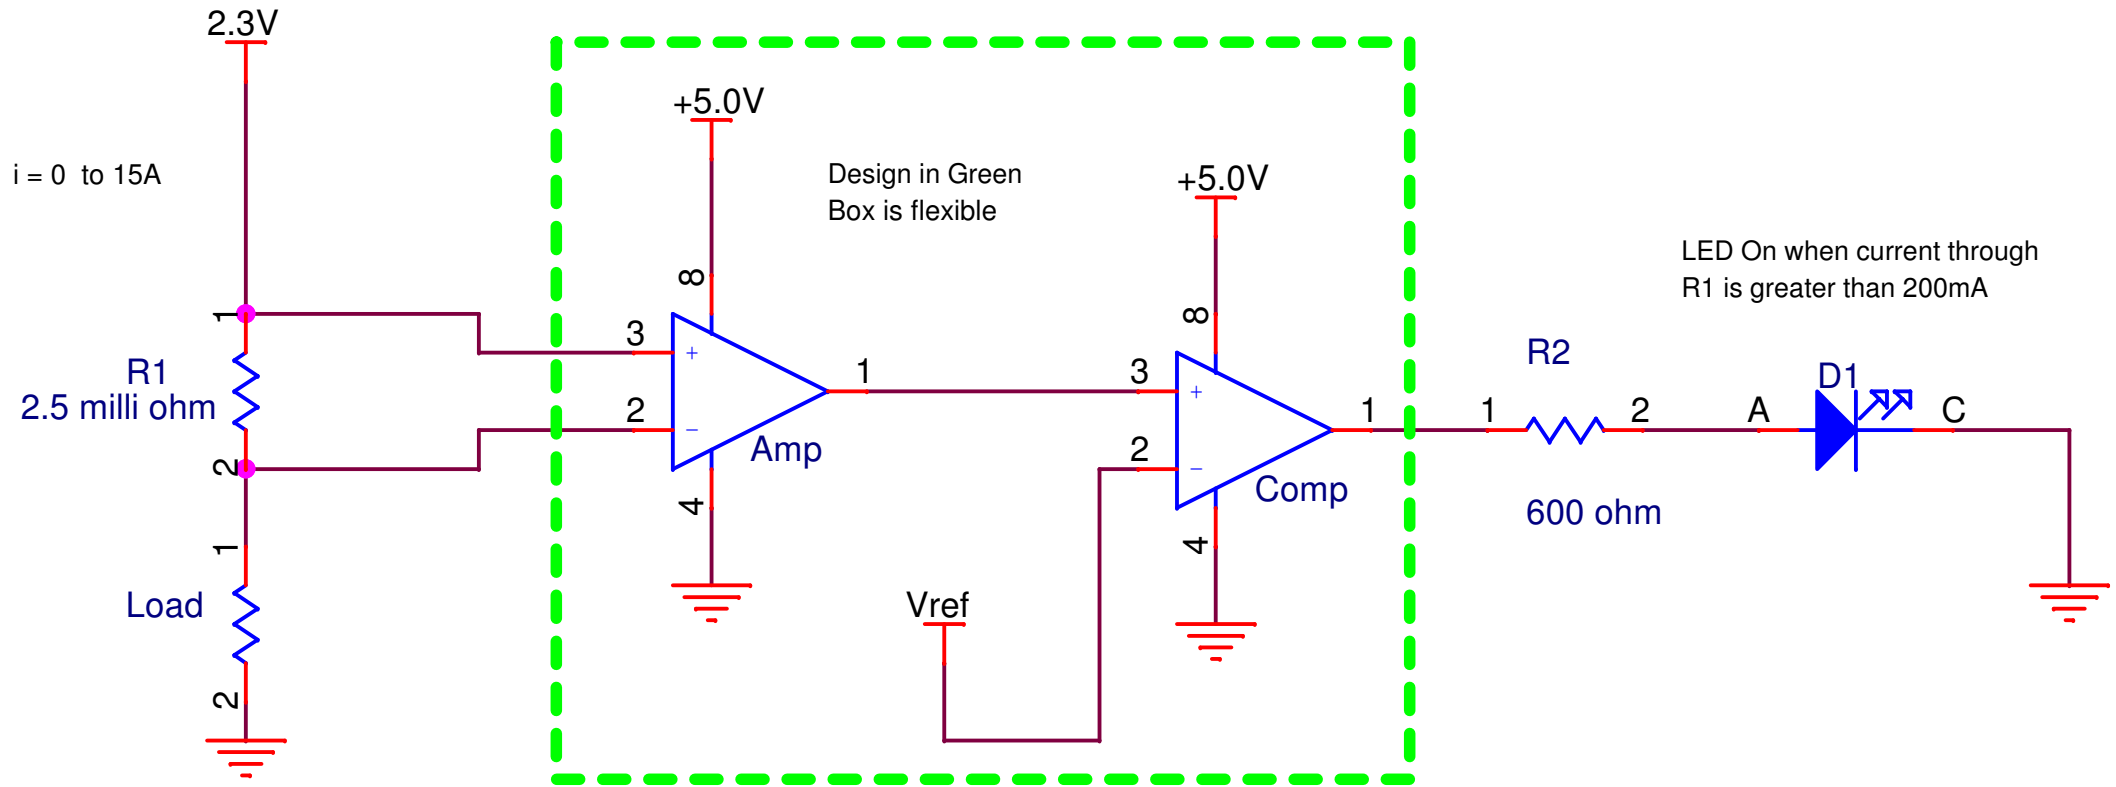 2.3V
i = 0  to 15A
+5.0V
Design in Green
Box is flexible
+5.0V
LED On when current through
R1 is greater than 200mA
8
8
1
3
R1
2.5 milli ohm
1
3
2
Amp
2
Comp
4
1
R2
1
2
600 ohm
D1
A
C
2
1
Load
2
4
Vref